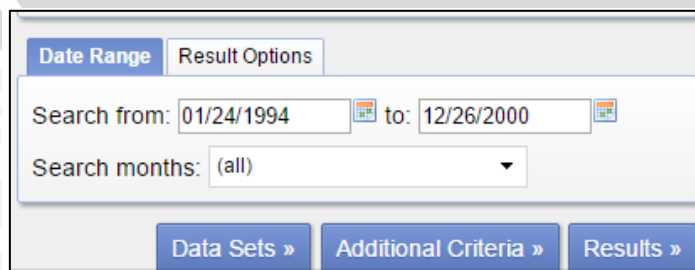 Date Range Result Options
Search from: 01/24/1994 to: 12/26/2000
Search months: (all)
Data Sets » Additional Criteria » Results »